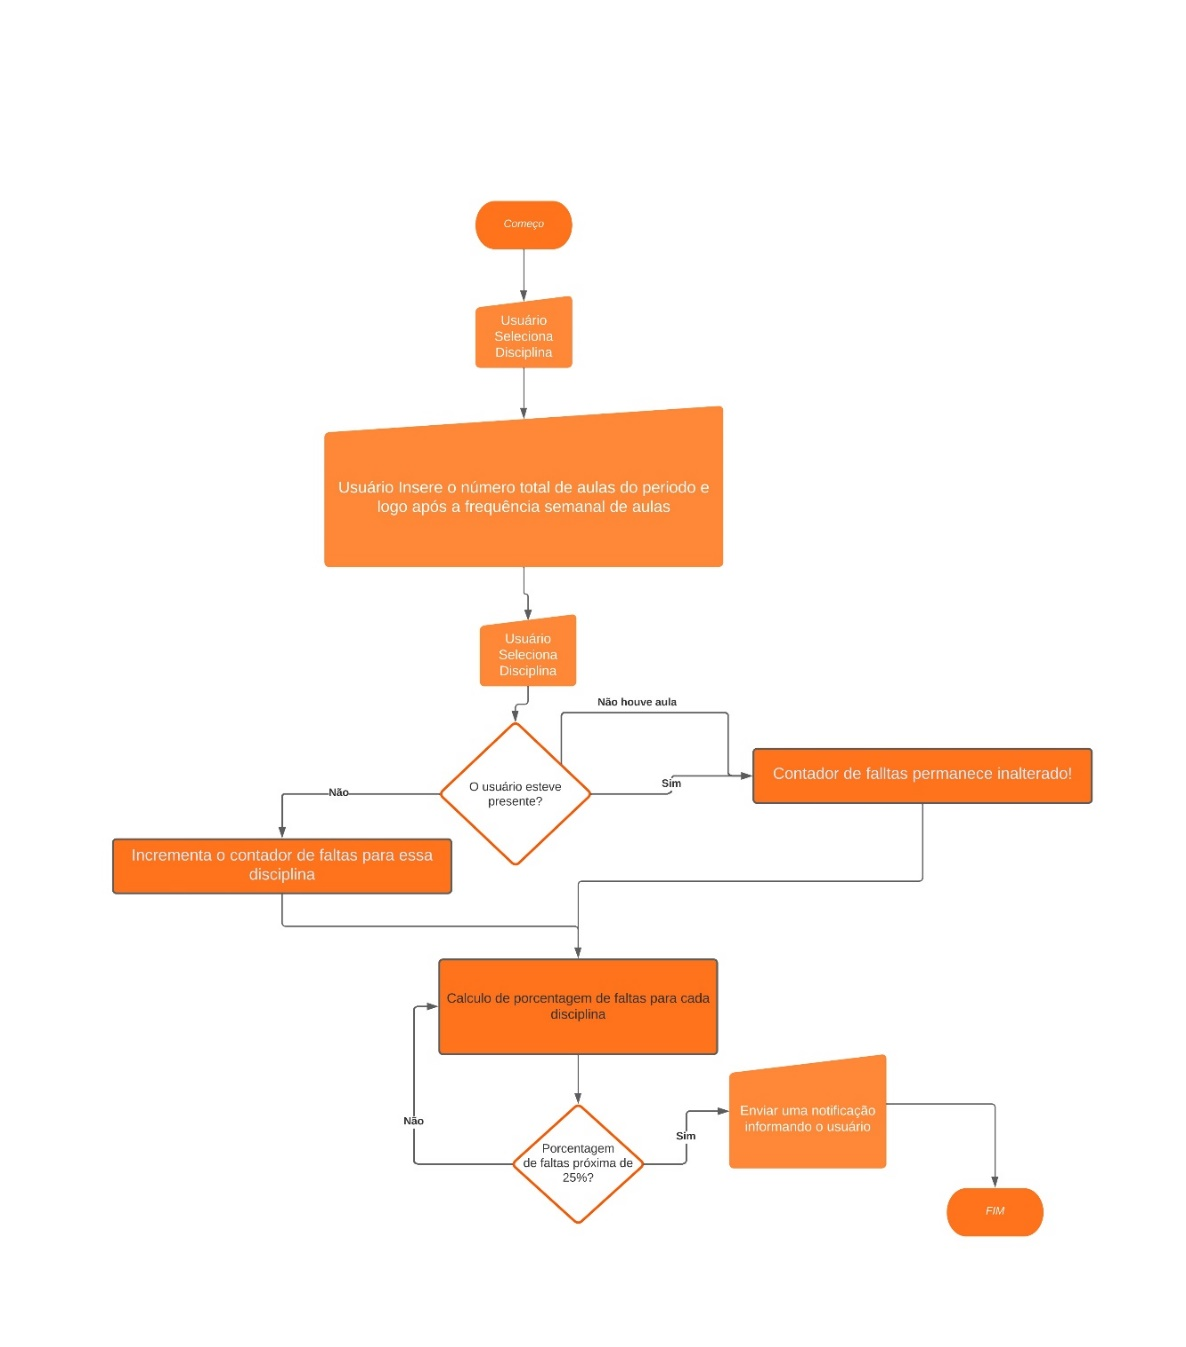 Começo
Usuário
Seleciona
Disciplina
Usuário Insere o número total de aulas do periodo e
logo após a frequência semanal de aulas
Usuário
Seleciona
Disciplina
Não houve aula
O usuário esteve
presente?
Sim
Contador de falltas permanece inalterado!
Não
Incrementa o contador de faltas para essa
disciplina
Calculo de porcentagem de faltas para cada
disciplina
Não
Porcentagem
de faltas próxima de
25%?
Sim
Enviar uma notificação
informando o usuário
FIM